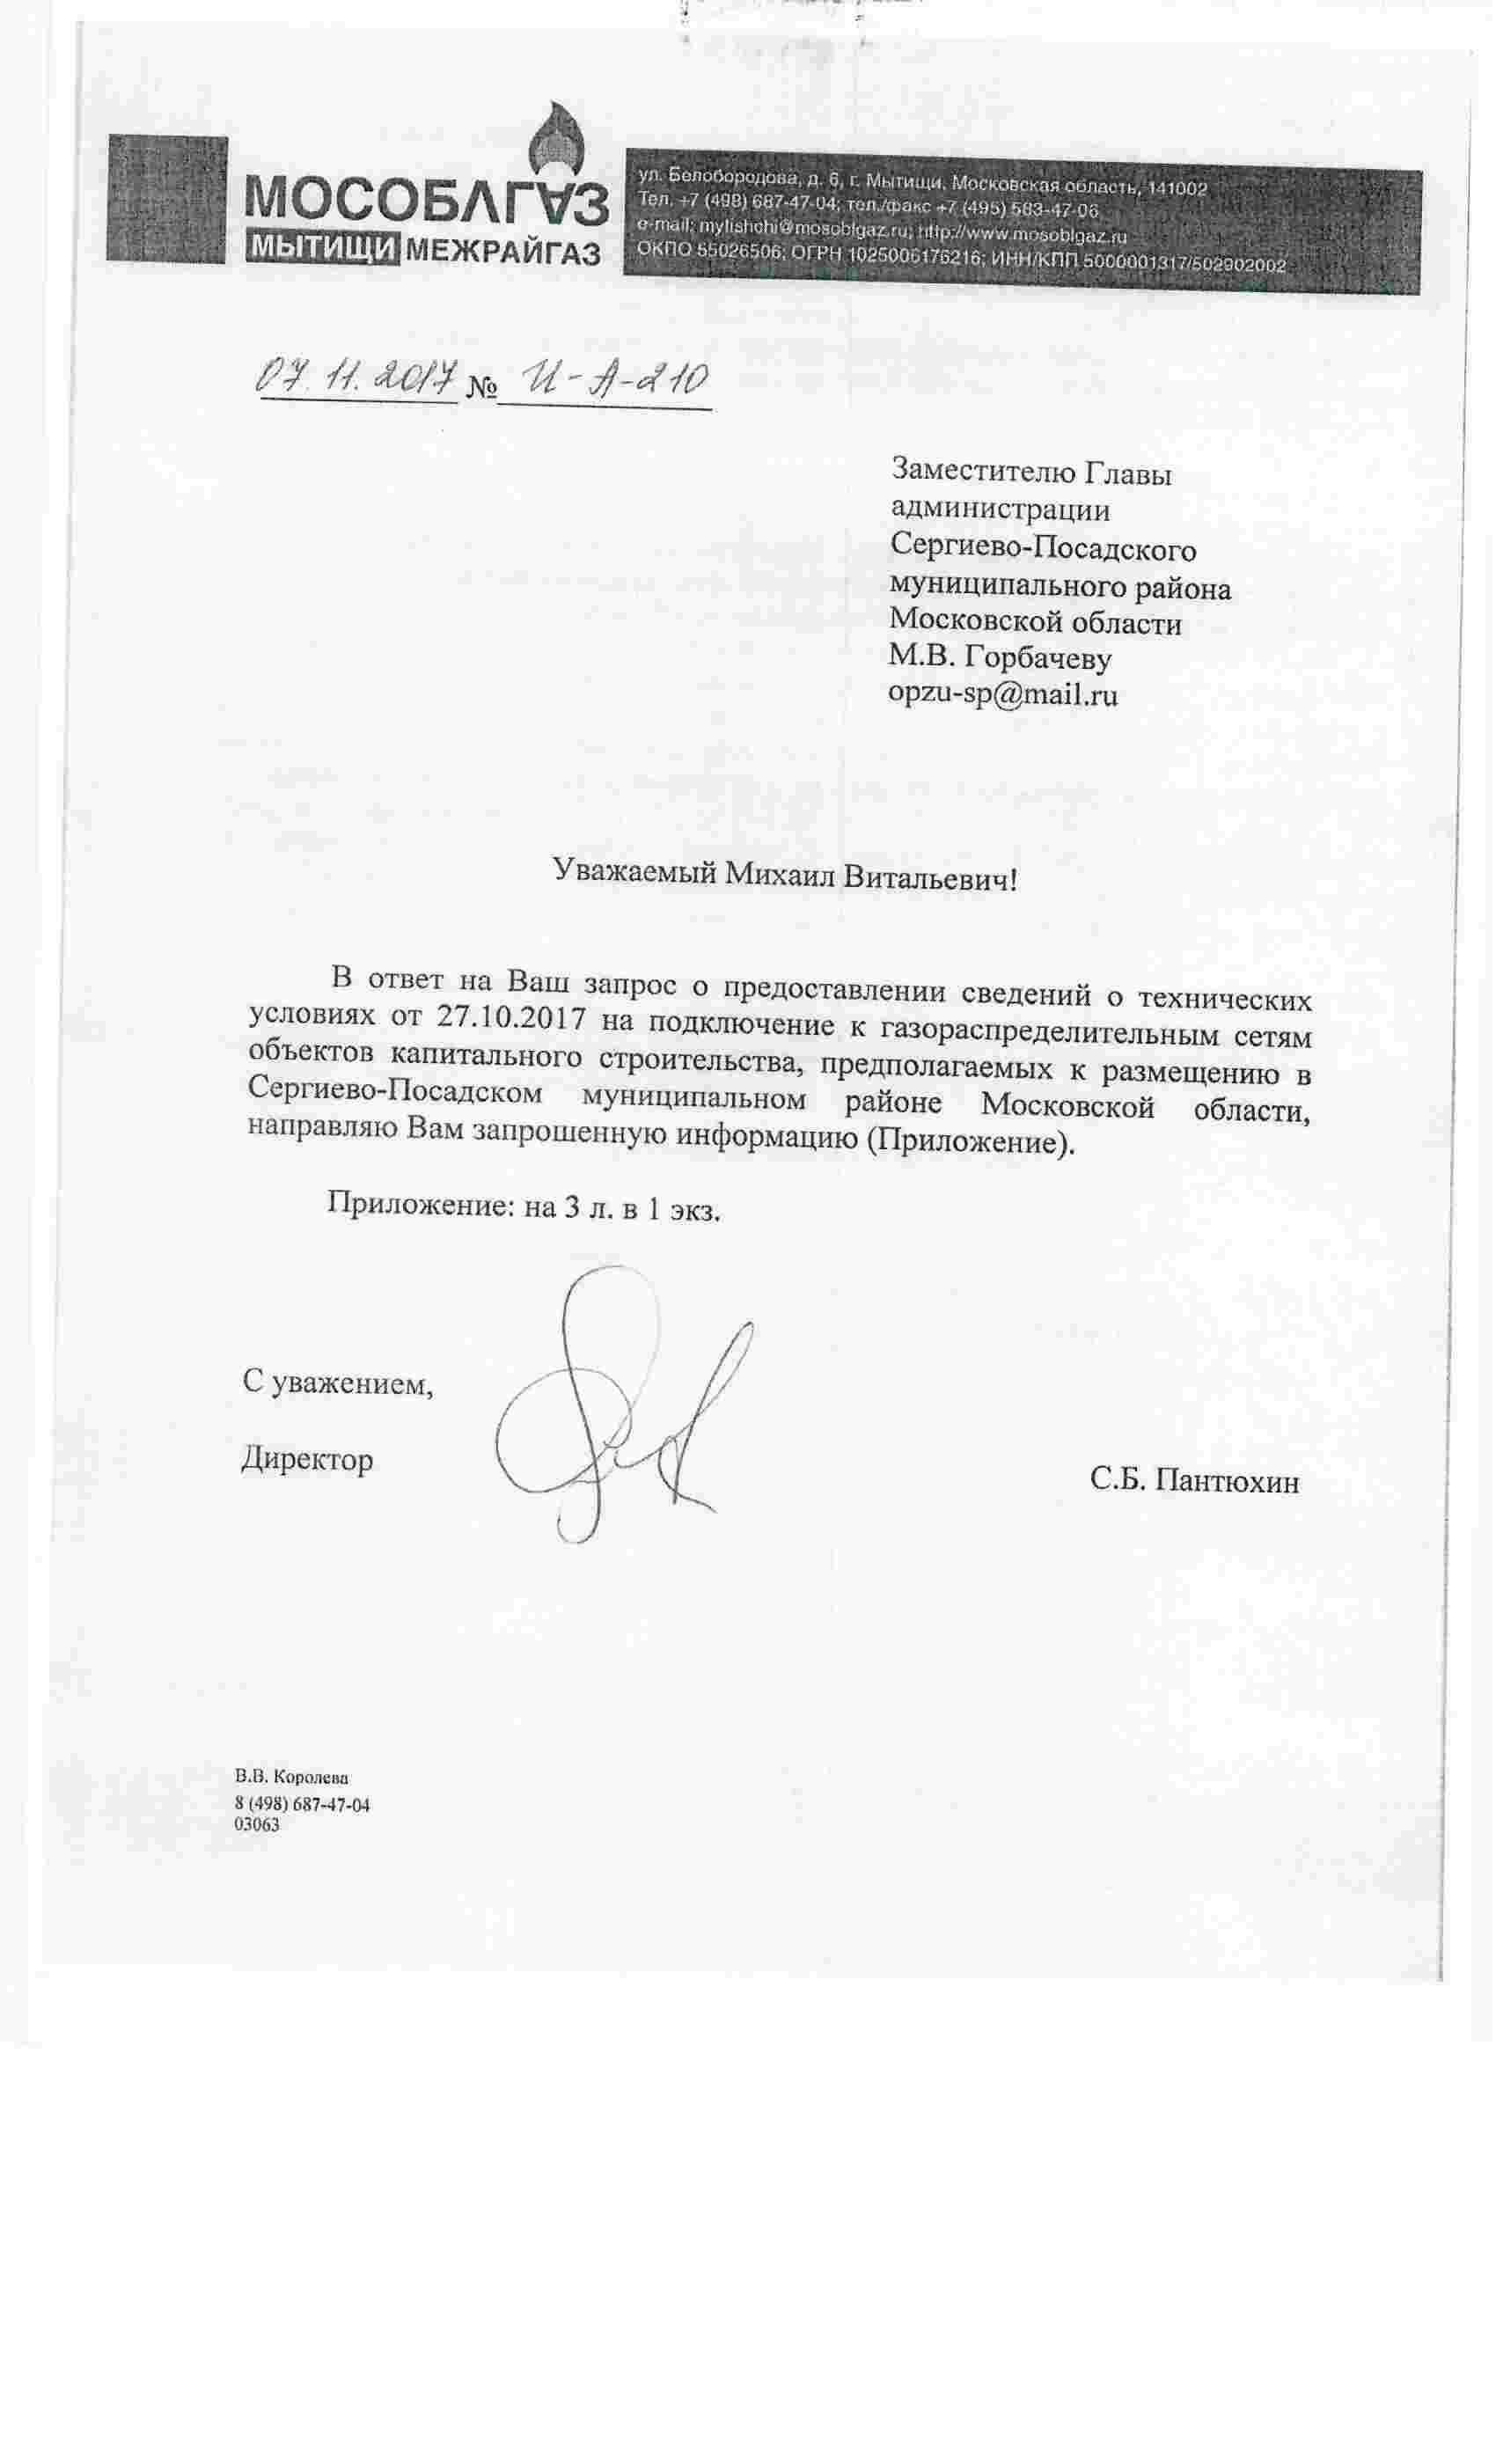 МОСОБЛГАЗ
МЫТИЩИ МЕЖРАЙГАЗ
ул. Белобородова, д. 6, г. Мытищи, Московская область, 141002
Тел. +7 (498) 687-47-04; тел./факс +7 (495) 583-47-06
e-mail: mytishchi@mosoblgaz.ru; http://www.mosoblgaz.ru
ОКПО 55026506; ОГРН 1025006176216; ИНН/КПП 5000001317/502902002
07.11.2017 № И-А-210
Заместителю Главы
администрации
Сергиево-Посадского
муниципального района
Московской области
М.В. Горбачеву
opzu-sp@mail.ru
Уважаемый Михаил Витальевич!
В ответ на Ваш запрос о предоставлении сведений о технических
условиях от 27.10.2017 на подключение к газораспределительным сетям
объектов капитального строительства, предполагаемых к размещению в
Сергиево-Посадском муниципальном районе Московской области,
направляю Вам запрошенную информацию (Приложение).
Приложение: на 3 л. в 1 экз.
С уважением,
Директор
С.Б. Пантюхин
В.В. Королева
8 (498) 687-47-04
03063